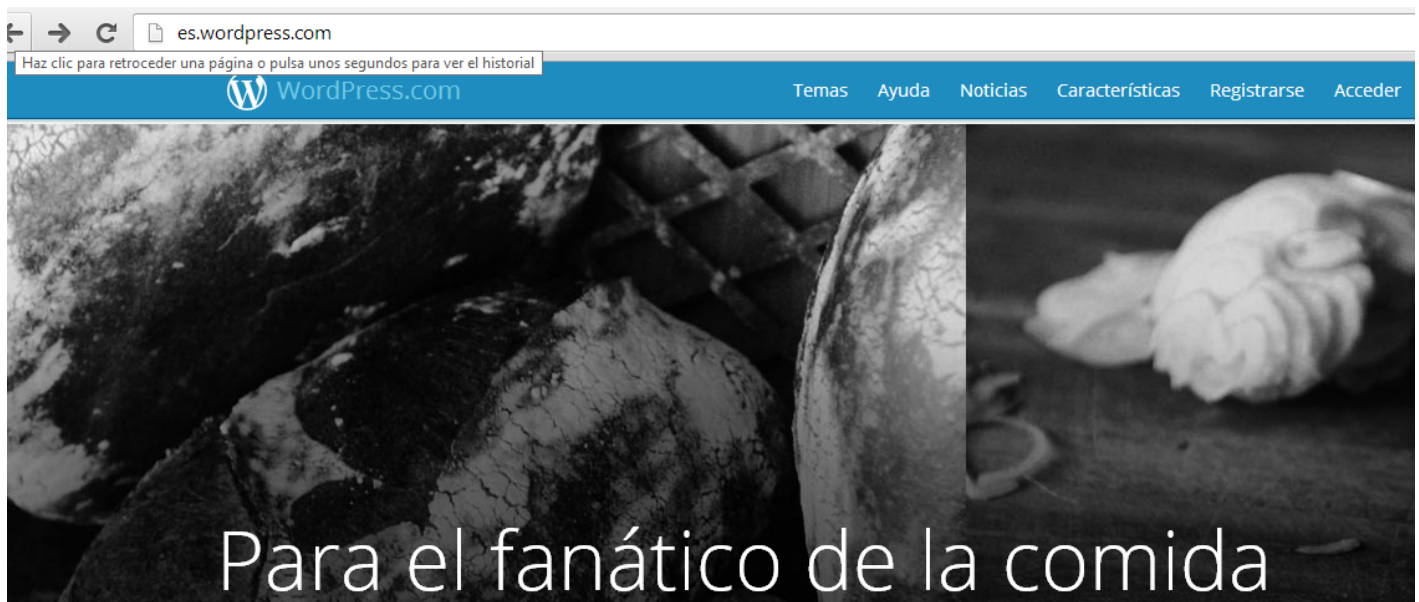 es.wordpress.com
Haz clic para retroceder una página o pulsa unos segundos para ver el historial
WordPress.com
Temas Ayuda Noticias Características Registrarse Acceder
Para el fanático de la comida